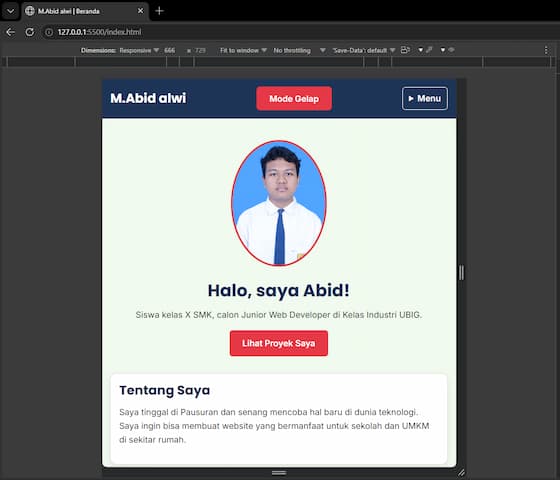 M.Abid alwi | Beranda
127.0.0.1:5500/index.html
Dimensions: Responsive 666 x 729 Fit to window No throttling 'Save-Data': default
M.Abid alwi Mode Gelap Menu
Halo, saya Abid!
Siswa kelas X SMK, calon Junior Web Developer di Kelas Industri UBIG.
Lihat Proyek Saya
Tentang Saya
Saya tinggal di Pausuran dan senang mencoba hal baru di dunia teknologi.
Saya ingin bisa membuat website yang bermanfaat untuk sekolah dan UMKM
di sekitar rumah.